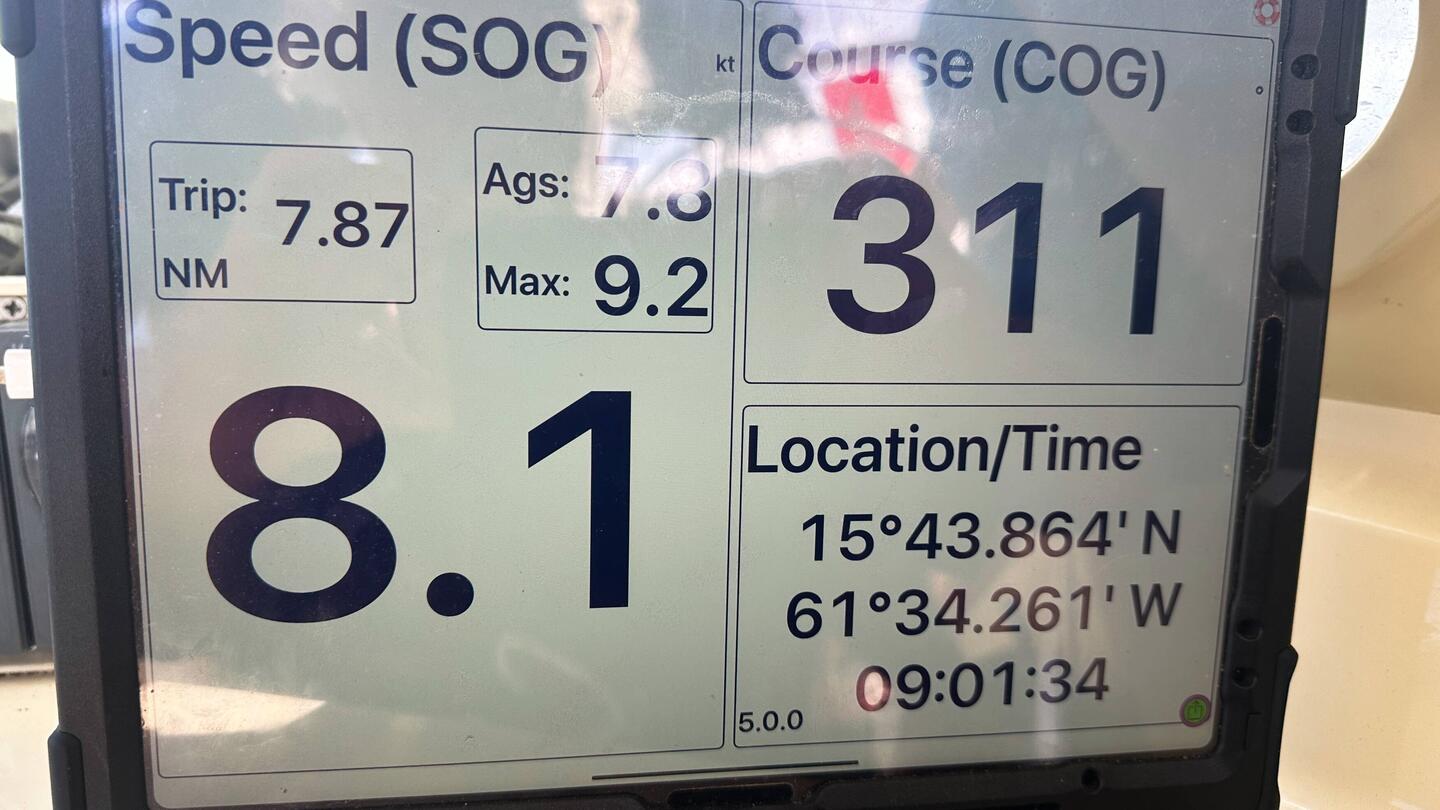 Speed (SOG)
kt
Trip: 7.87
NM
Ags: 7.8
Max: 9.2
8.1
Course (COG)
°
311
Location/Time
15°43.864' N
61°34.261' W
09:01:34
5.0.0